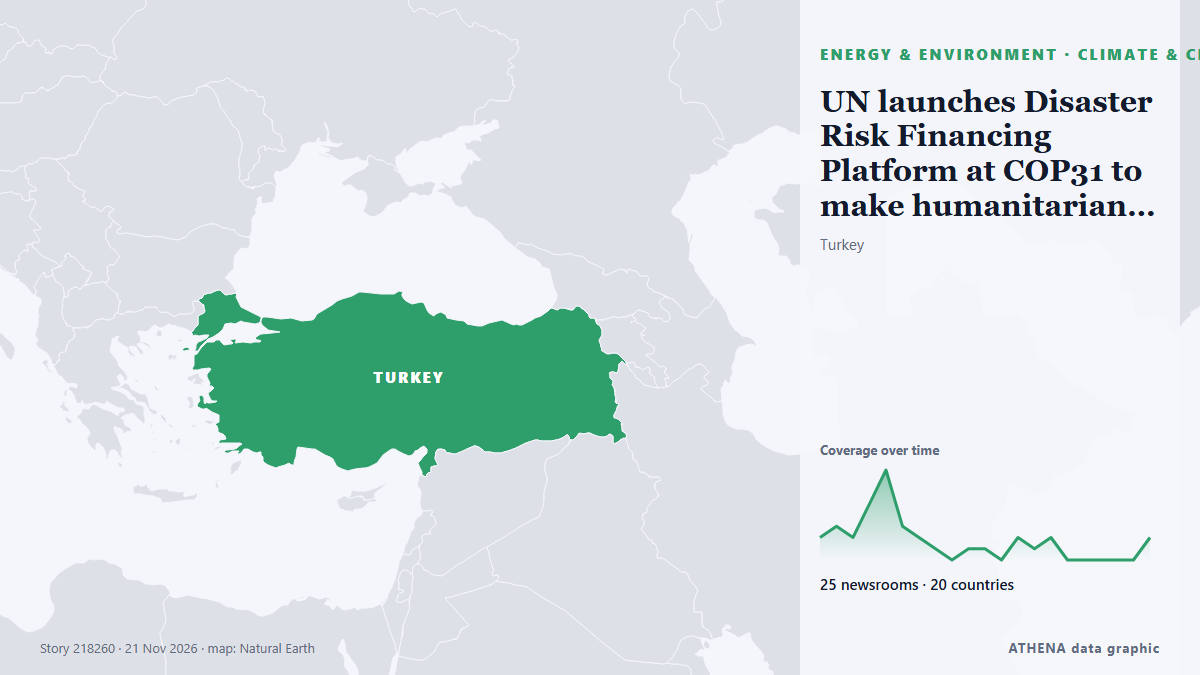 ENERGY & ENVIRONMENT · CLIMATE &
UN launches Disaster
Risk Financing
Platform at COP31 to
make humanitarian...
Turkey
TURKEY
Coverage over time
25 newsrooms · 20 countries
Story 218260 · 21 Nov 2026 · map: Natural Earth
ATHENA data graphic